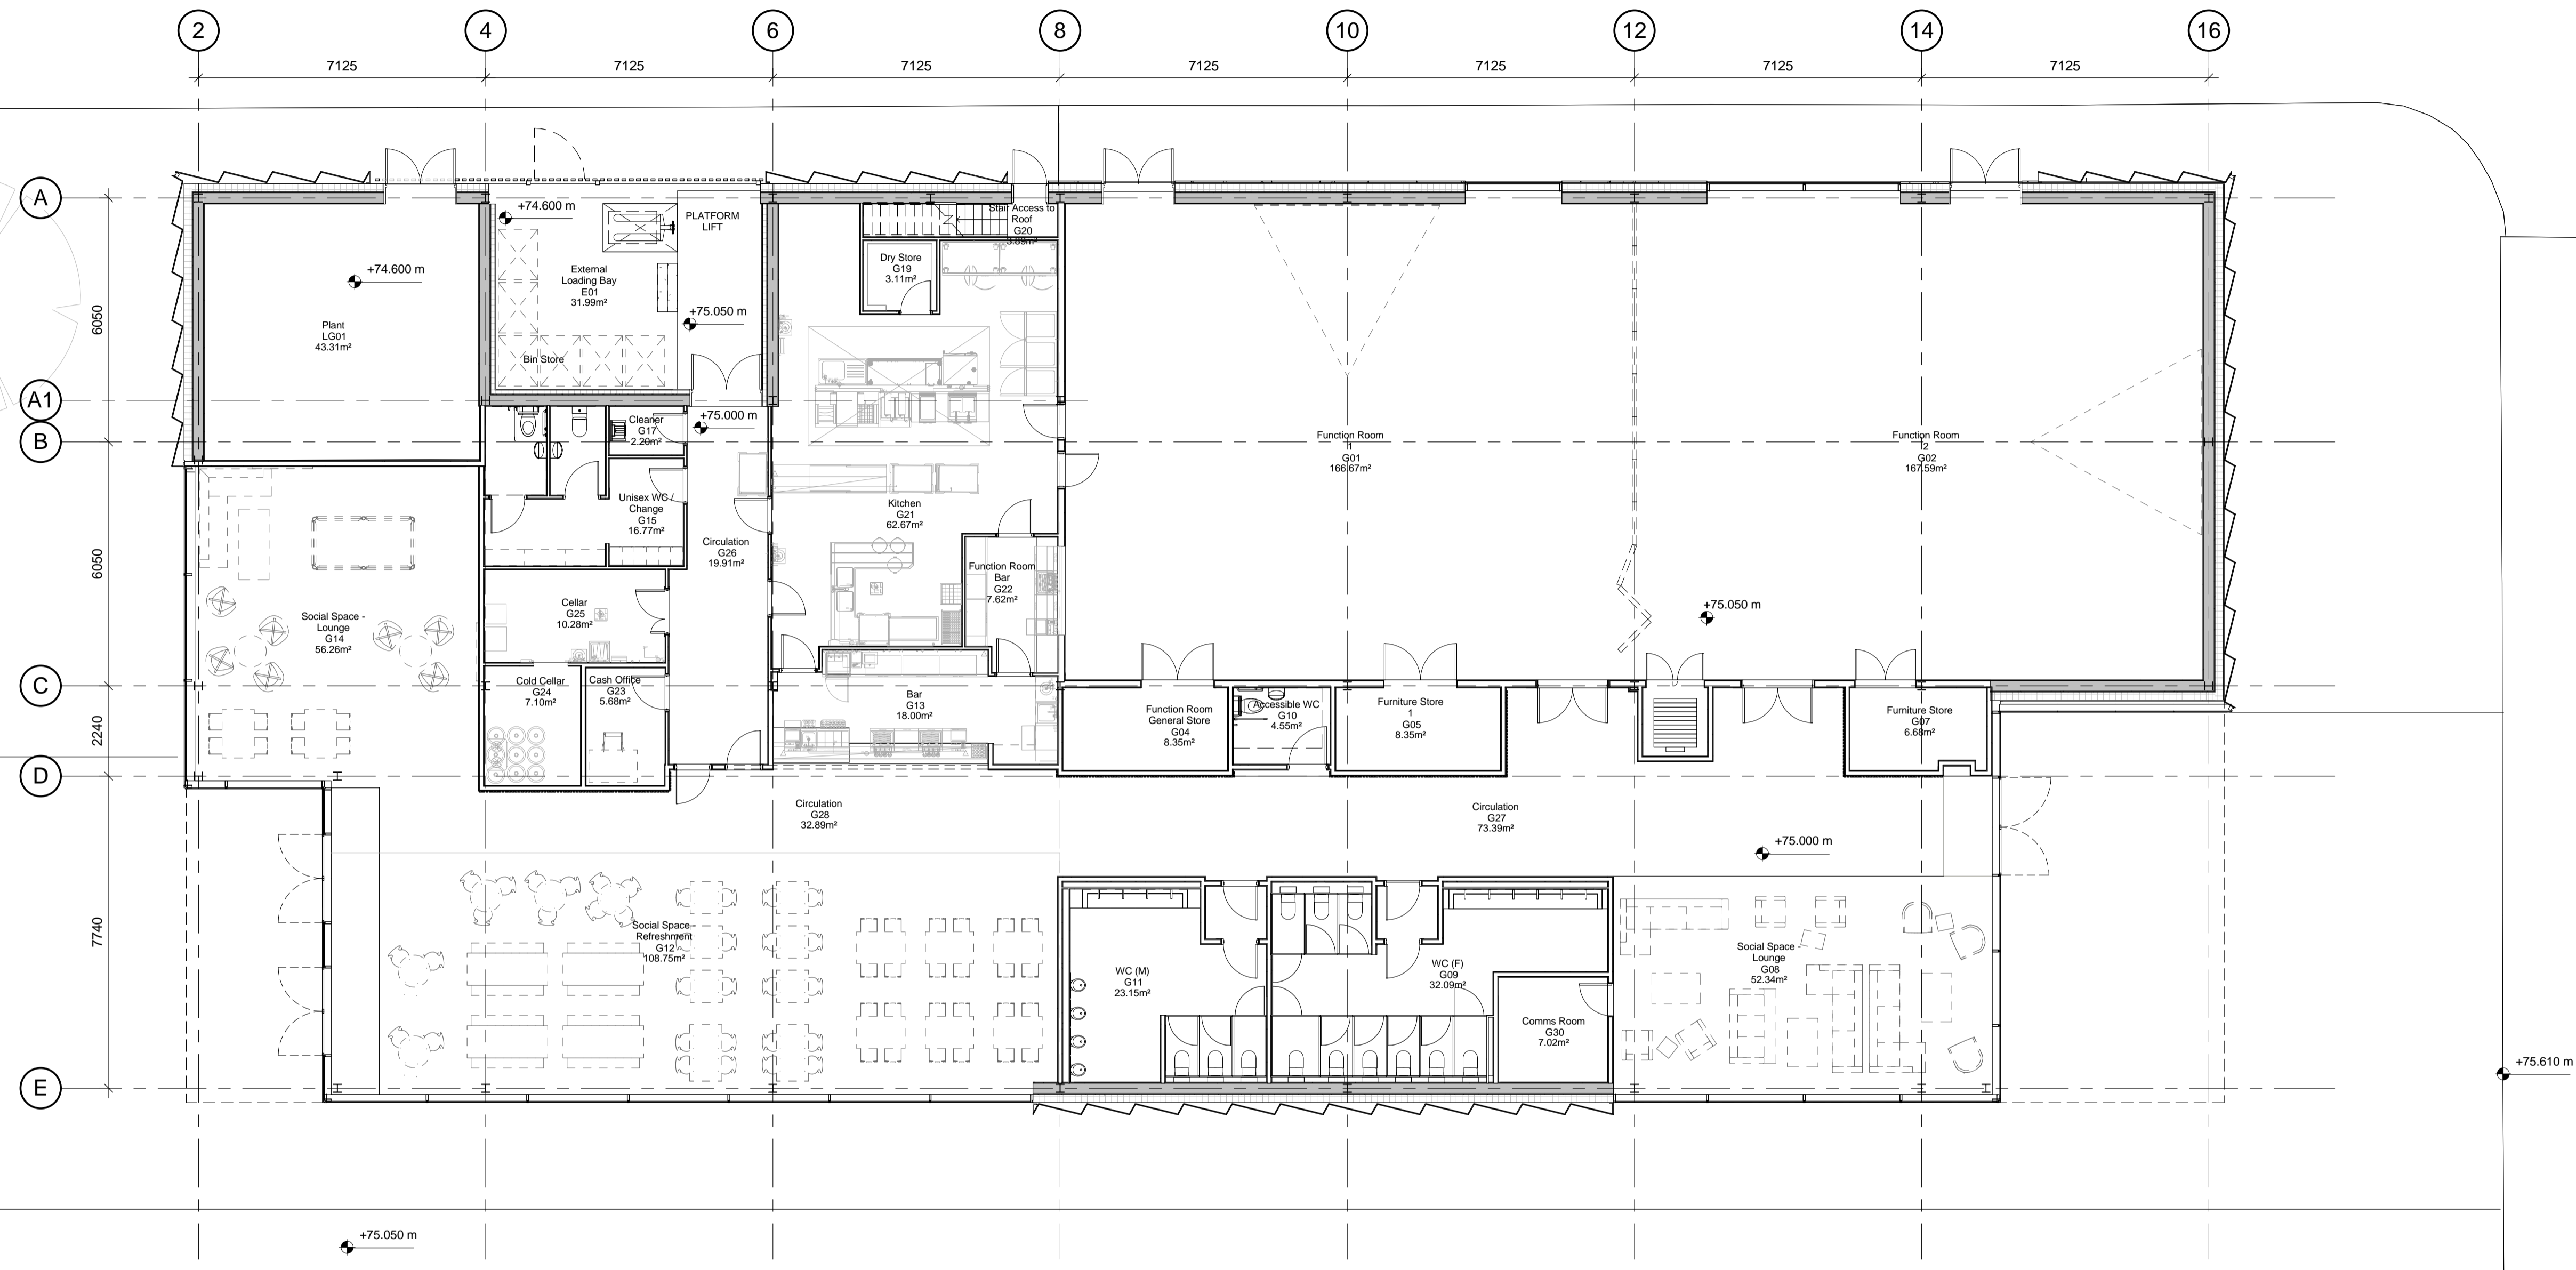 2
4
6
8
10
12
14
16
7125
7125
7125
7125
7125
7125
7125
A
A1
B
C
D
E
6050
6050
2240
7740
+74.600 m
Plant
LG01
43.31m²
+74.600 m
PLATFORM
LIFT
External
Loading Bay
E01
31.99m²
+75.050 m
Bin Store
Stair Access to
Roof
G20
3.89m²
Dry Store
G19
3.11m²
Cleaner
G17
2.20m²
+75.000 m
Unisex WC /
Change
G15
16.77m²
Circulation
G26
19.91m²
Kitchen
G21
62.67m²
Function Room
Bar
G22
7.62m²
Function Room
1
G01
166.67m²
Function Room
2
G02
167.59m²
+75.050 m
Social Space -
Lounge
G14
56.26m²
Cellar
G25
10.28m²
Cold Cellar
G24
7.10m²
Cash Office
G23
5.68m²
Bar
G13
18.00m²
Function Room
General Store
G04
8.35m²
Accessible WC
G10
4.55m²
Furniture Store
1
G05
8.35m²
Furniture Store
G07
6.68m²
Circulation
G28
32.89m²
Circulation
G27
73.39m²
+75.000 m
Social Space -
Refreshment
G12
108.75m²
WC (M)
G11
23.15m²
WC (F)
G09
32.09m²
Comms Room
G30
7.02m²
Social Space -
Lounge
G08
52.34m²
+75.610 m
+75.050 m